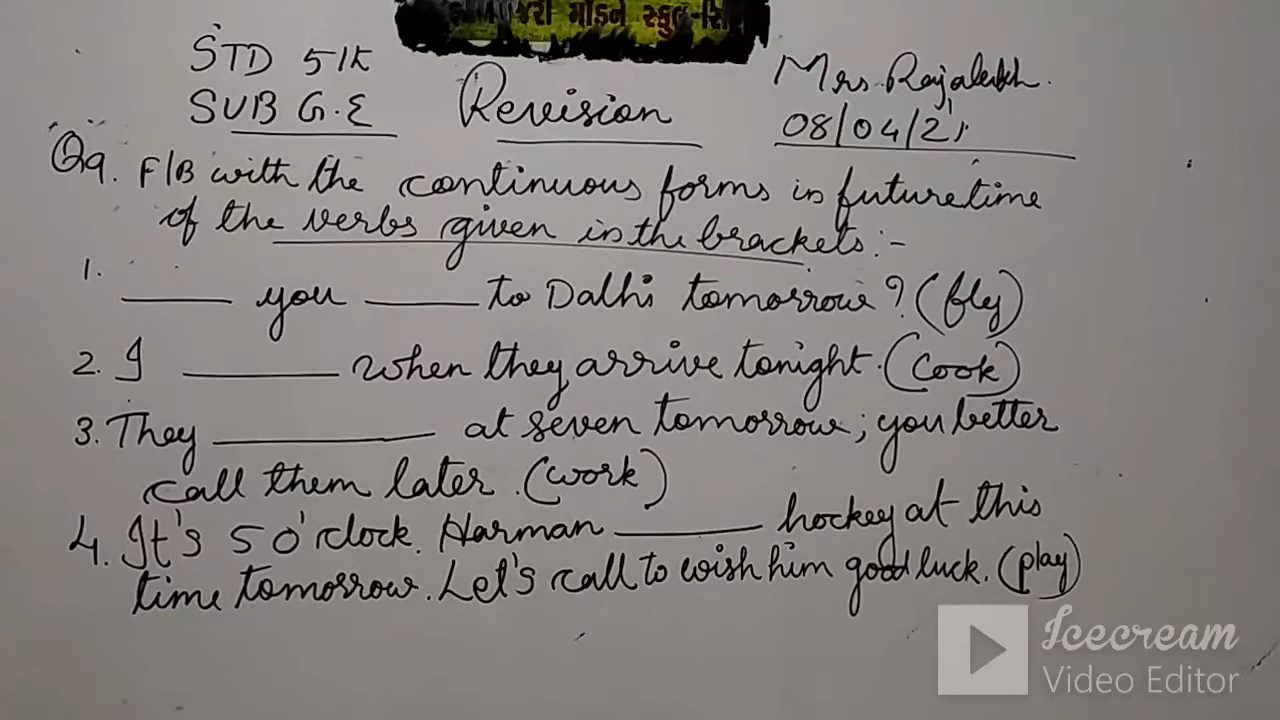 મોડર્ન સ્કુલ
STD 5th
SUB G.E
Revision
Mrs.
08/04/21
Q9. F/B with the continuous forms in future time
of the verbs given in the brackets:-
1. ____ you ____ to Dalhi tomorrow? (fly)
2. I ____ when they arrive tonight. (Cook)
3. They ____ at seven tomorrow; you better
call them later. (work)
4. It's 5 o'clock. Harman ____ hockey at this
time tomorrow. Let's call to wish him good luck. (play)
Icecream
Video Editor